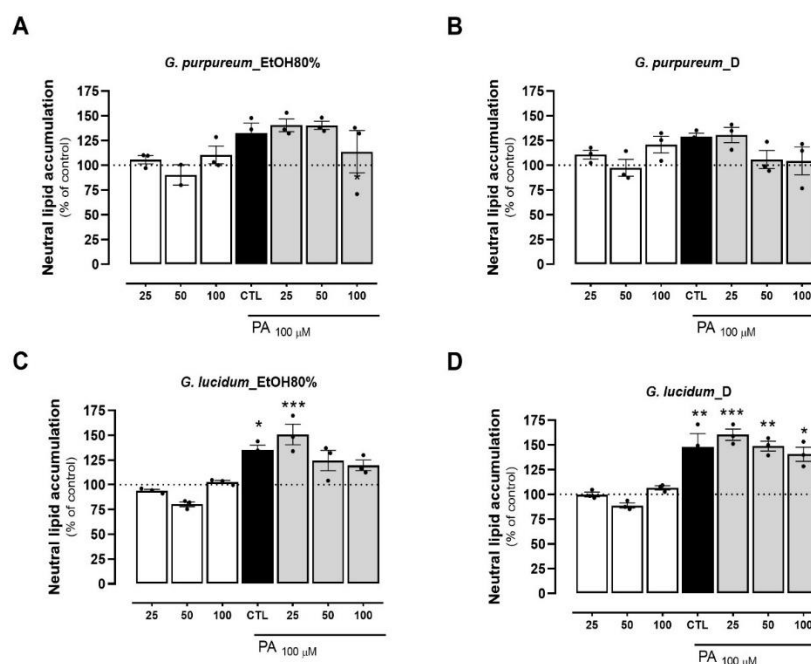 A
G. purpureum_EtOH80%
Neutral lipid accumulation
(% of control)
175
150
125
100
75
50
25
0
*
25 50 100 CTL 25 50 100
PA 100 µM
B
G. purpureum_D
Neutral lipid accumulation
(% of control)
175
150
125
100
75
50
25
0
25 50 100 CTL 25 50 100
PA 100 µM
C
G. lucidum_EtOH80%
Neutral lipid accumulation
(% of control)
175
150
125
100
75
50
25
0
* ***
25 50 100 CTL 25 50 100
PA 100 µM
D
G. lucidum_D
Neutral lipid accumulation
(% of control)
175
150
125
100
75
50
25
0
** *** ** *
25 50 100 CTL 25 50 100
PA 100 µM